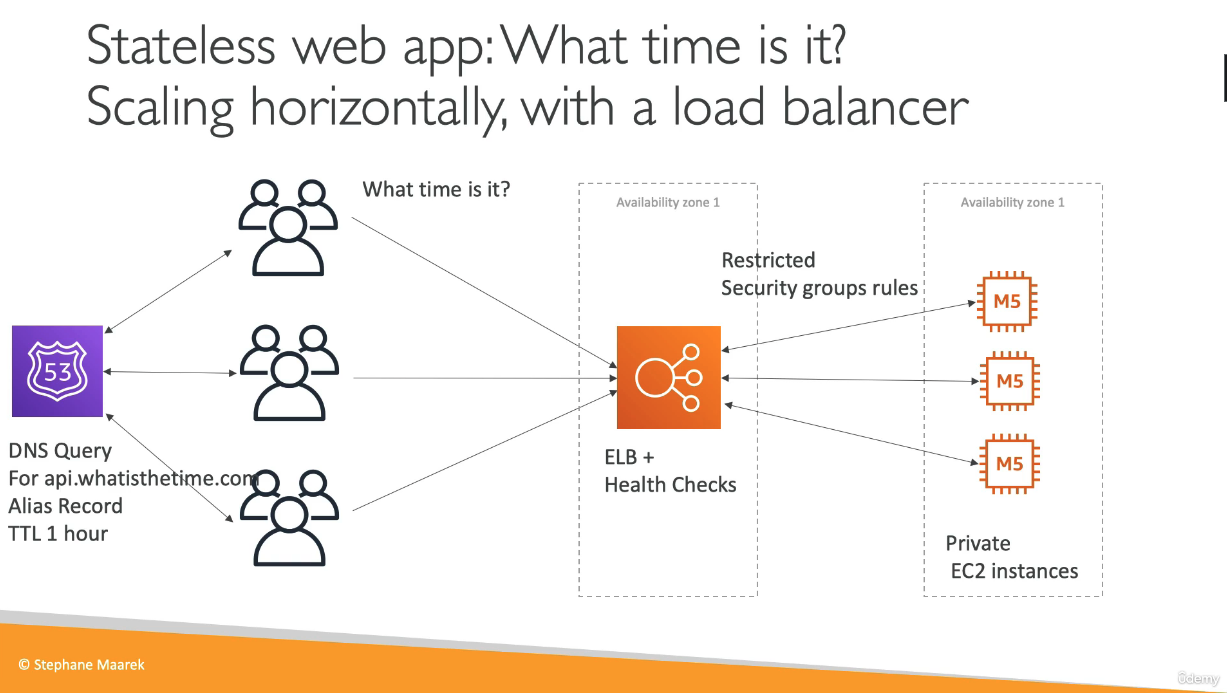 Stateless web app: What time is it?
Scaling horizontally, with a load balancer
What time is it?
Availability zone 1
Availability zone 1
Restricted
Security groups rules
M5
M5
M5
53
DNS Query
For api.whatisthetime.com
Alias Record
TTL 1 hour
ELB +
Health Checks
Private
EC2 instances
© Stephane Maarek
Udemy